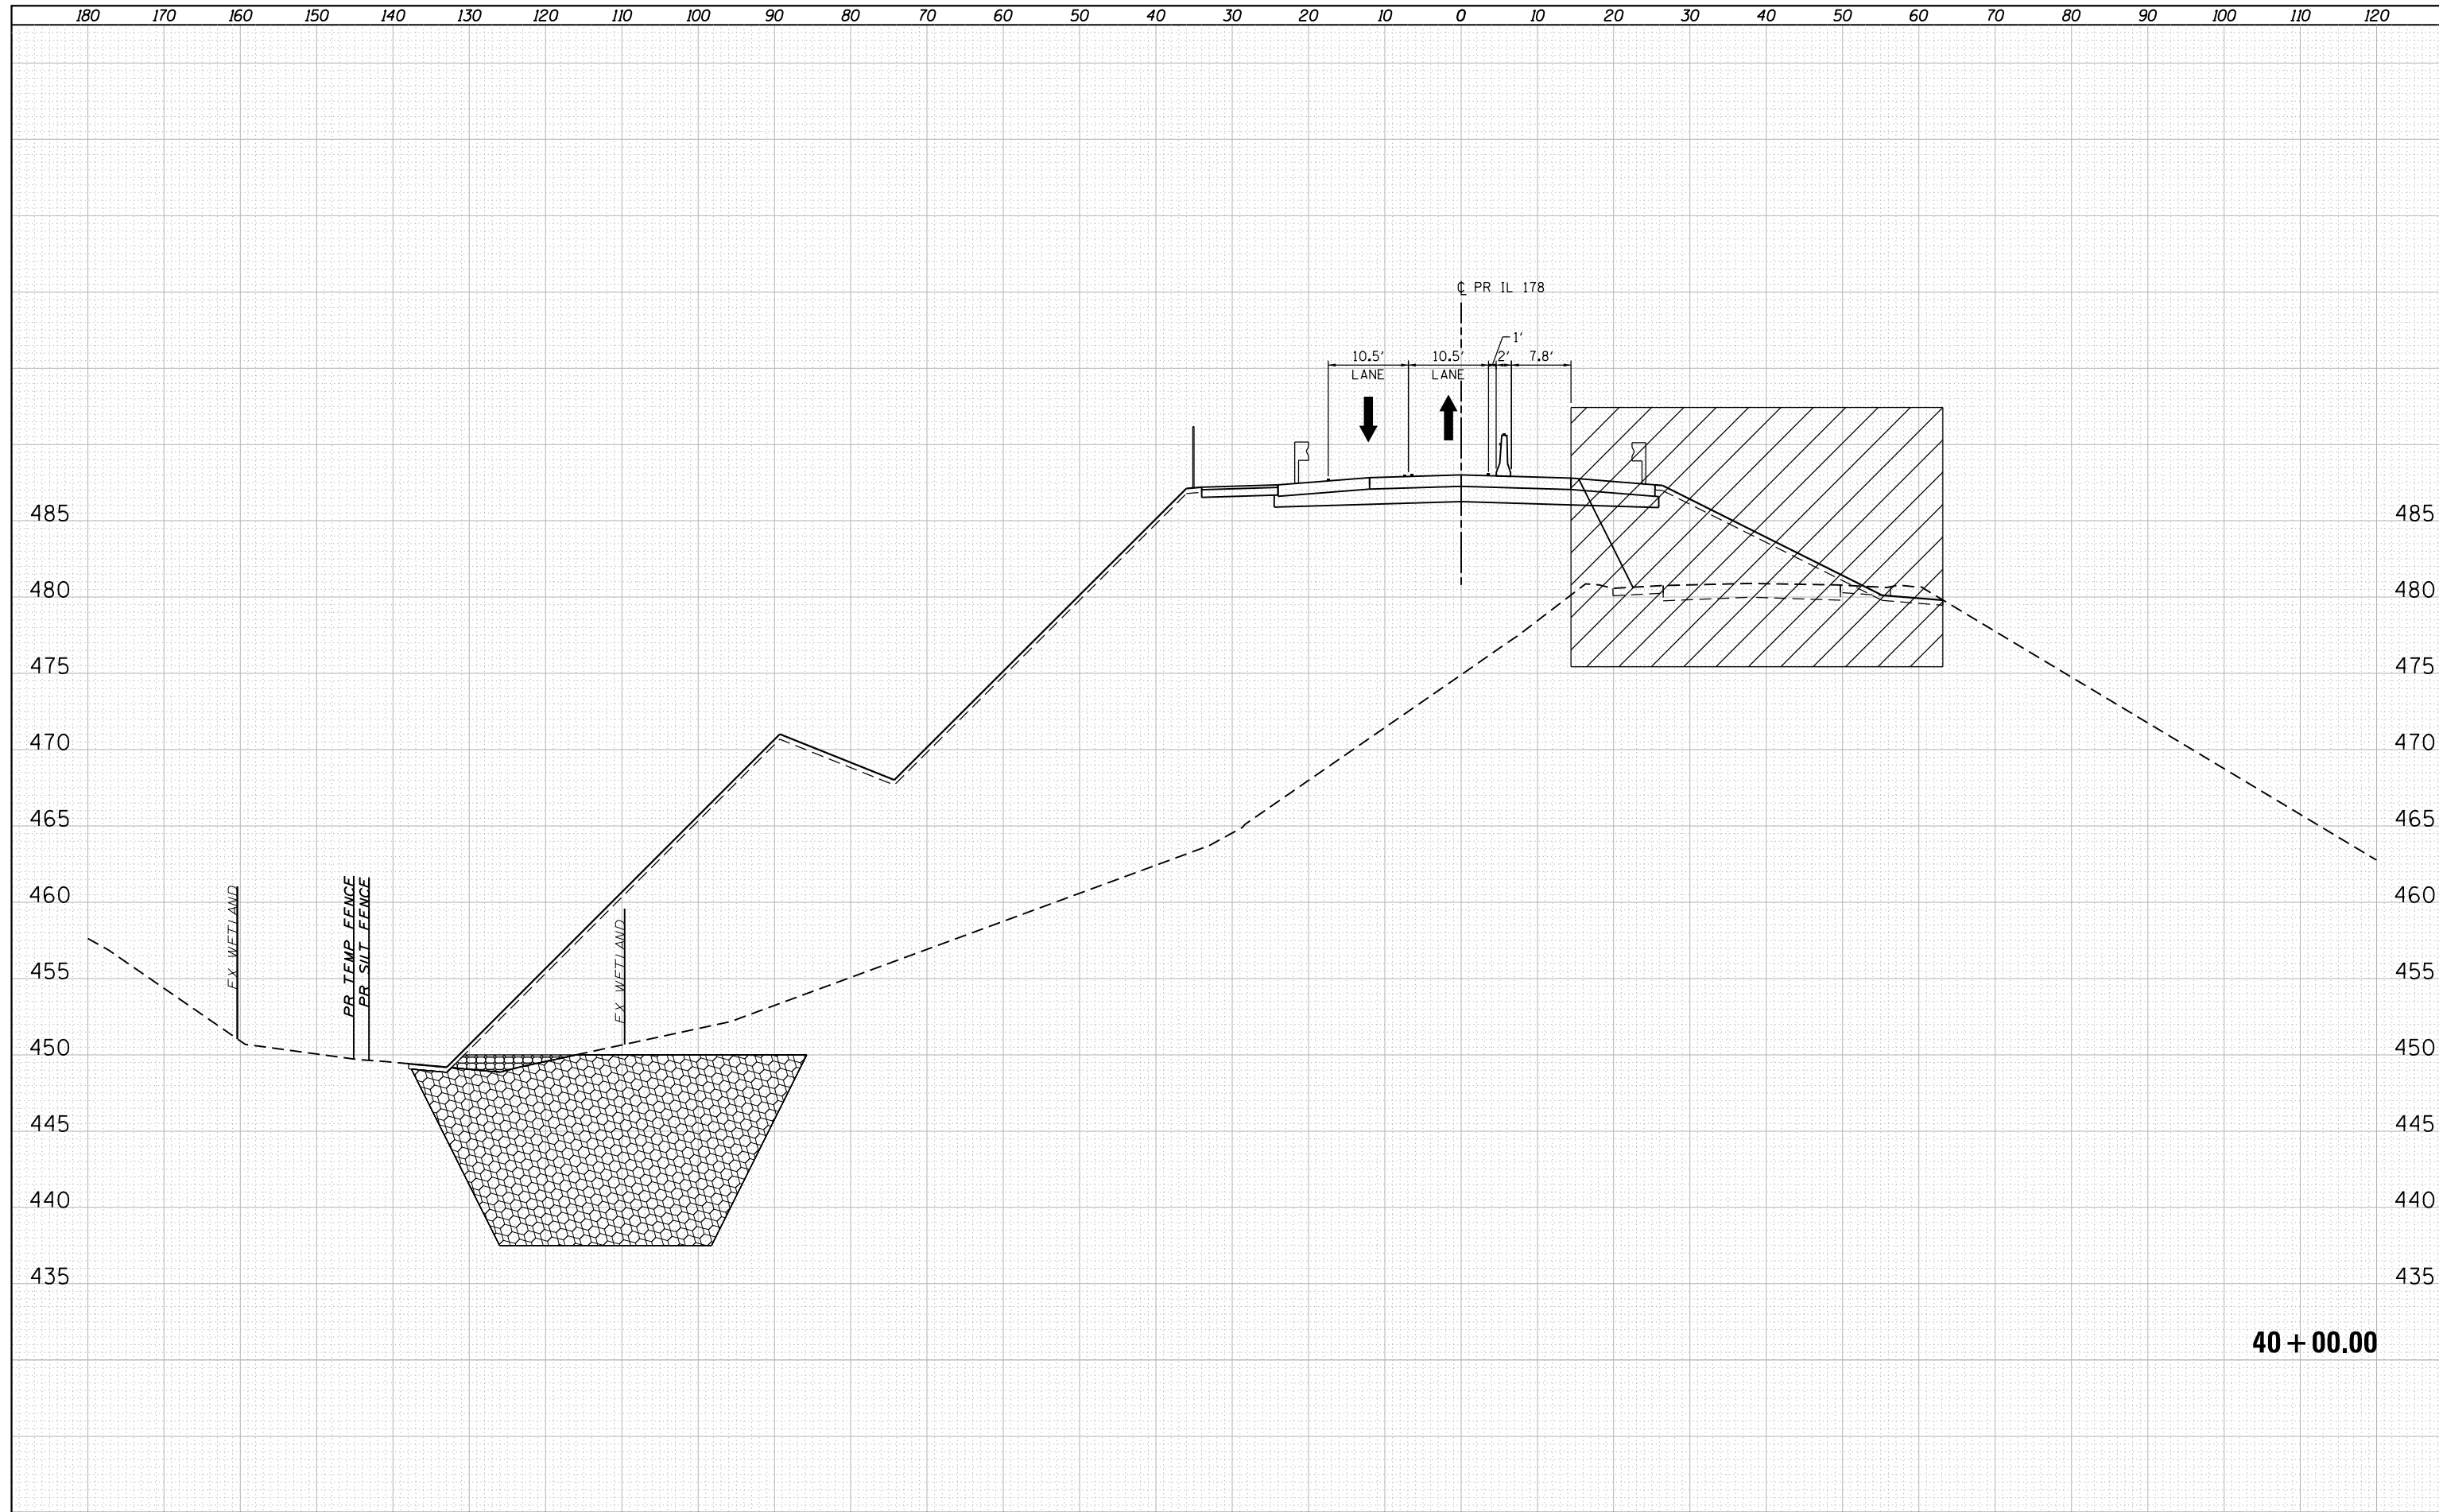 180 170 160 150 140 130 120 110 100 90 80 70 60 50 40 30 20 10 0 10 20 30 40 50 60 70 80 90 100 110 120
℄ PR IL 178
1'
10.5' 10.5' 2' 7.8'
LANE LANE
485 485
480 480
475 475
470 470
465 465
460 460
EX WETLAND
PR TEMP FENCE
PR SILT FENCE
EX WETLAND
455 455
450 450
445 445
440 440
435 435
40+00.00